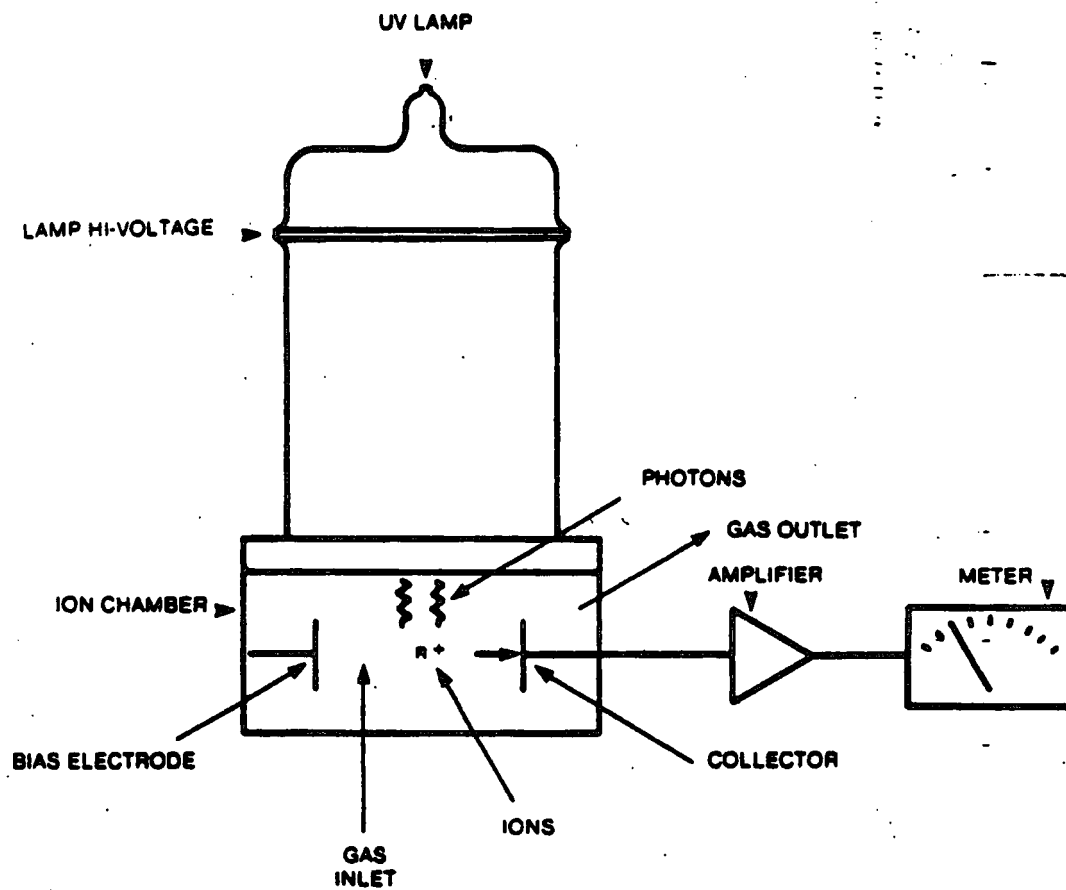 UV LAMP
LAMP HI-VOLTAGE
PHOTONS
GAS OUTLET
AMPLIFIER
METER
ION CHAMBER
R +
BIAS ELECTRODE
COLLECTOR
IONS
GAS
INLET